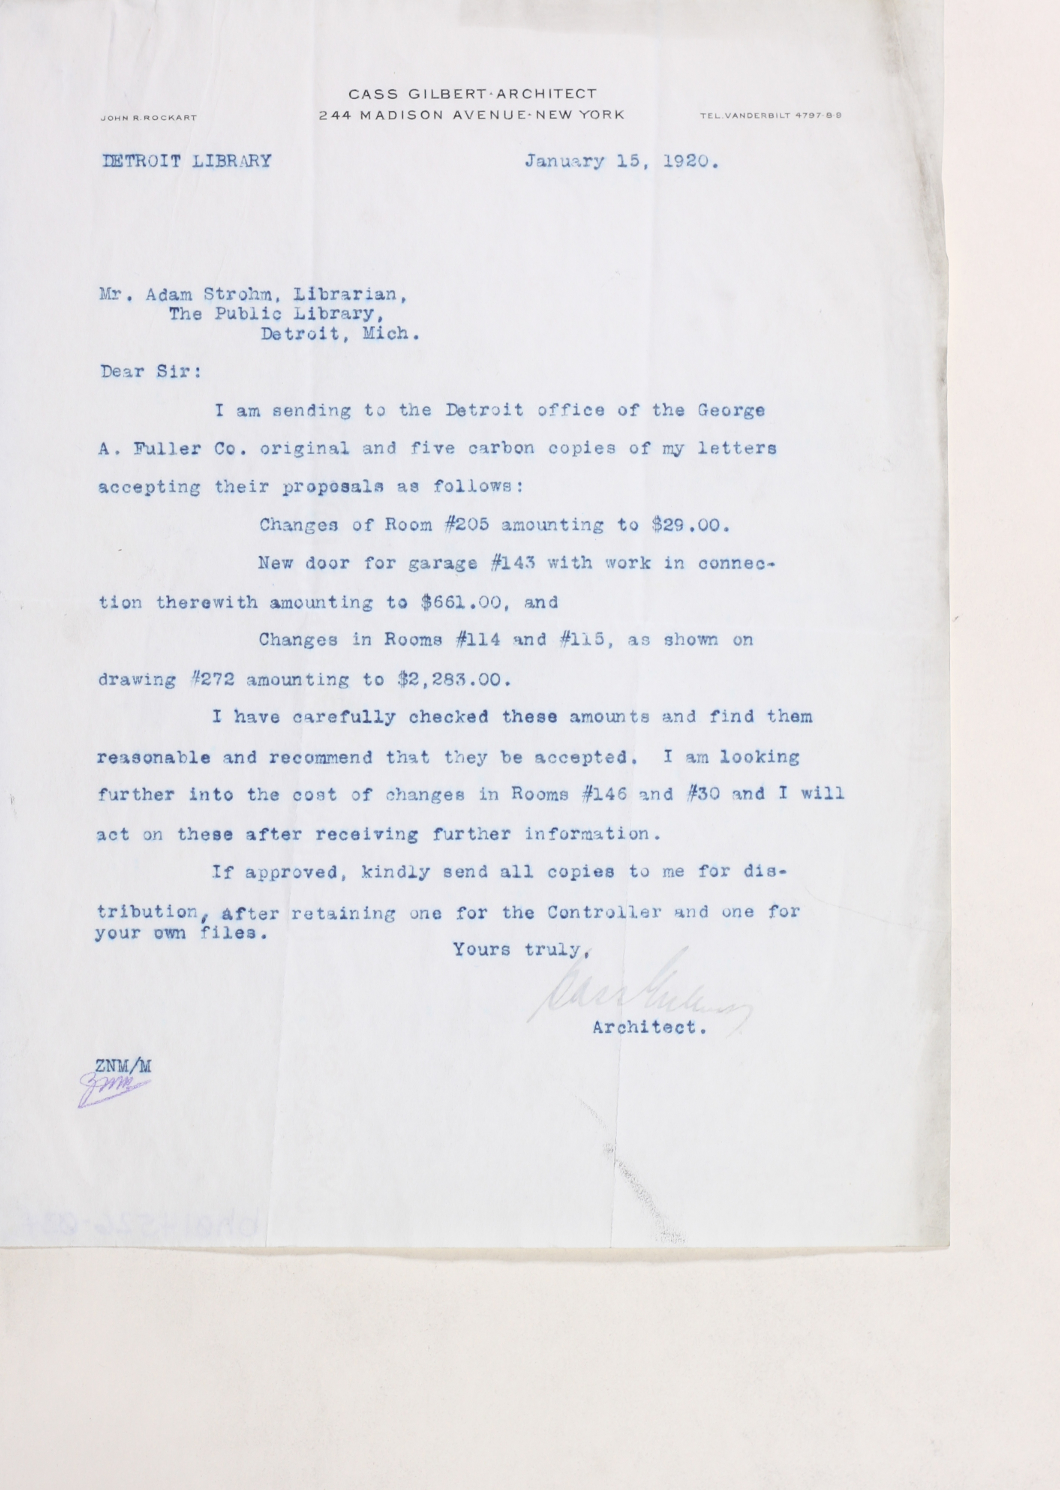 CASS GILBERT·ARCHITECT
JOHN R. ROCKART 244 MADISON AVENUE·NEW YORK TEL. VANDERBILT 4797·8·9
DETROIT LIBRARY January 15, 1920.
Mr. Adam Strohm, Librarian,
The Public Library,
Detroit, Mich.
Dear Sir:
I am sending to the Detroit office of the George
A. Fuller Co. original and five carbon copies of my letters
accepting their proposals as follows:
Changes of Room #205 amounting to $29.00.
New door for garage #143 with work in connec-
tion therewith amounting to $661.00, and
Changes in Rooms #114 and #115, as shown on
drawing #272 amounting to $2,283.00.
I have carefully checked these amounts and find them
reasonable and recommend that they be accepted. I am looking
further into the cost of changes in Rooms #146 and #30 and I will
act on these after receiving further information.
If approved, kindly send all copies to me for dis-
tribution, after retaining one for the Controller and one for
your own files.
Yours truly,
Cass Gilbert
Architect.
ZNM/M
ZNM